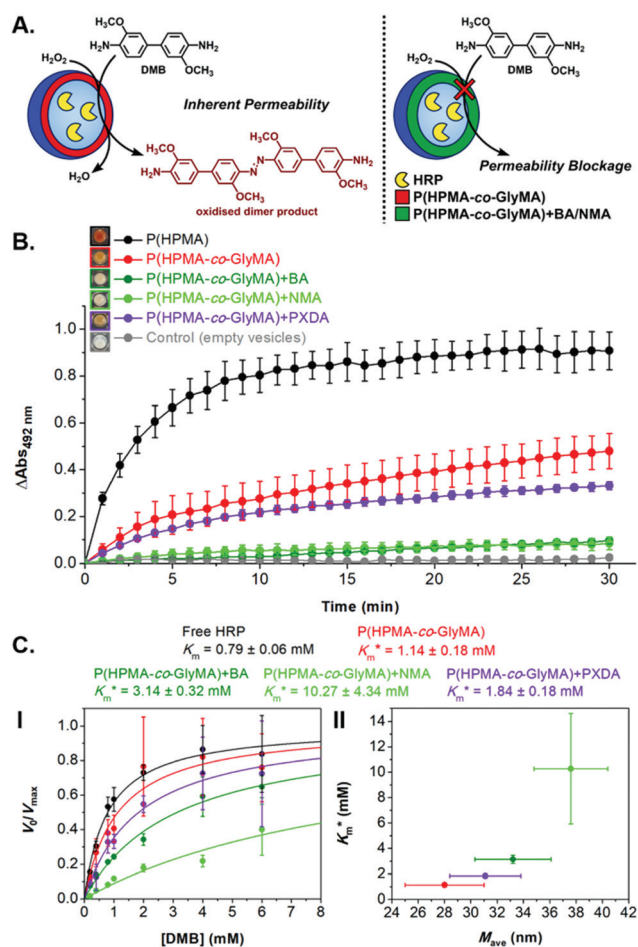 A.
H₃CO
H₂N
NH₂
OCH₃
DMB
H₂O₂
Inherent Permeability
H₂O
H₃CO
H₂N
N
N
OCH₃
OCH₃
NH₂
OCH₃
oxidised dimer product
H₃CO
H₂N
NH₂
OCH₃
DMB
H₂O₂
Permeability Blockage
HRP
P(HPMA-co-GlyMA)
P(HPMA-co-GlyMA)+BA/NMA
B.
P(HPMA)
P(HPMA-co-GlyMA)
P(HPMA-co-GlyMA)+BA
P(HPMA-co-GlyMA)+NMA
P(HPMA-co-GlyMA)+PXDA
Control (empty vesicles)
1.0
0.8
0.6
0.4
0.2
0.0
ΔAbs492 nm
0 5 10 15 20 25 30
Time (min)
C.
Free HRP
Km = 0.79 ± 0.06 mM
P(HPMA-co-GlyMA)
Km* = 1.14 ± 0.18 mM
P(HPMA-co-GlyMA)+BA
Km* = 3.14 ± 0.32 mM
P(HPMA-co-GlyMA)+NMA
Km* = 10.27 ± 4.34 mM
P(HPMA-co-GlyMA)+PXDA
Km* = 1.84 ± 0.18 mM
I
1.0
0.8
0.6
0.4
0.2
0.0
V0/Vmax
0 1 2 3 4 5 6 7 8
[DMB] (mM)
II
14
12
10
8
6
4
2
0
Km* (mM)
24 26 28 30 32 34 36 38 40 42
Mave (nm)